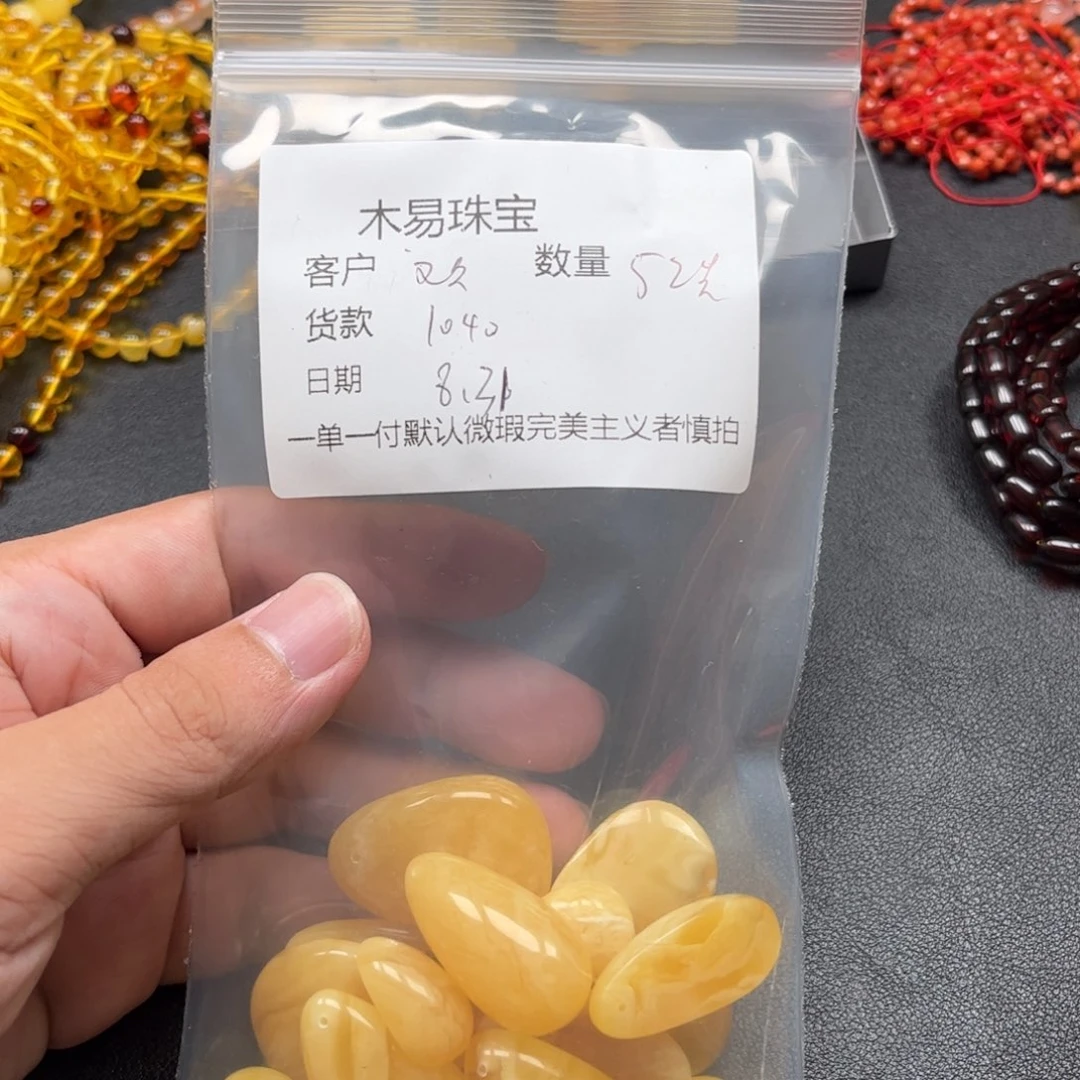 木易珠宝
客户 数量 52
货款 1040
日期 8.31
一单一付默认微瑕完美主义者慎拍